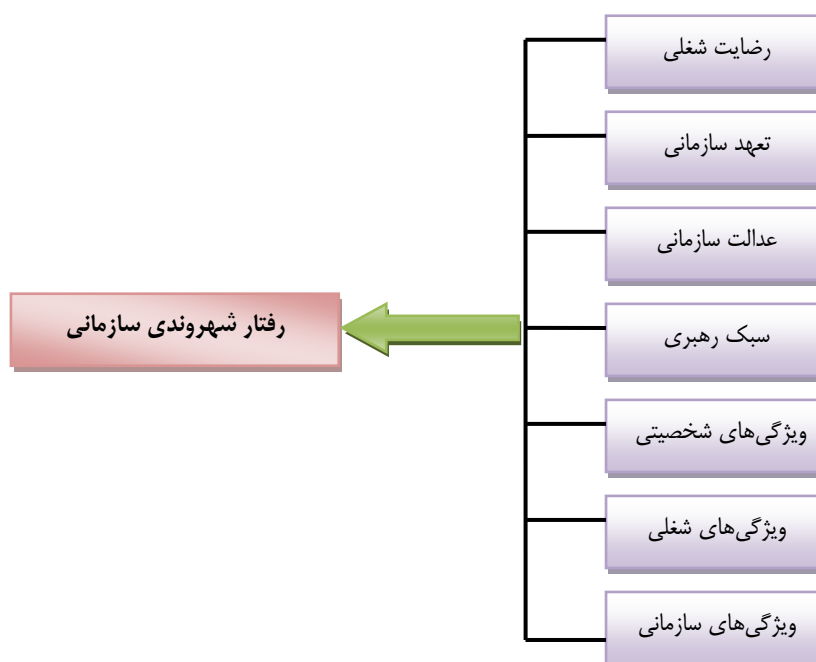 رضایت شغلی
تعهد سازمانی
عدالت سازمانی
سبک رهبری
ویژگی‌های شخصیتی
ویژگی‌های شغلی
ویژگی‌های سازمانی
رفتار شهروندی سازمانی